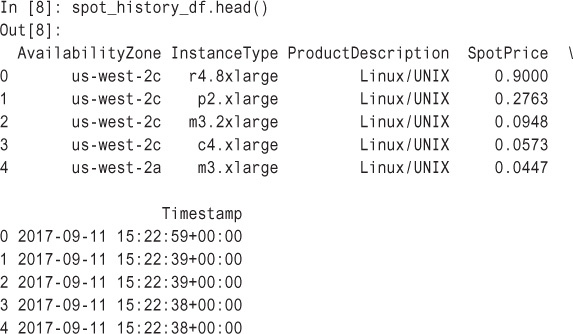 In [8]: spot_history_df.head()
Out[8]:
AvailabilityZone InstanceType ProductDescription SpotPrice \
0 us-west-2c r4.8xlarge Linux/UNIX 0.9000
1 us-west-2c p2.xlarge Linux/UNIX 0.2763
2 us-west-2c m3.2xlarge Linux/UNIX 0.0948
3 us-west-2c c4.xlarge Linux/UNIX 0.0573
4 us-west-2a m3.xlarge Linux/UNIX 0.0447
Timestamp
0 2017-09-11 15:22:59+00:00
1 2017-09-11 15:22:39+00:00
2 2017-09-11 15:22:39+00:00
3 2017-09-11 15:22:38+00:00
4 2017-09-11 15:22:38+00:00